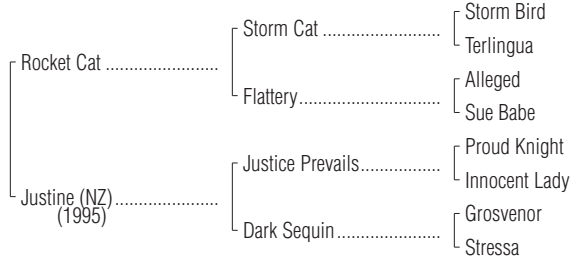 Storm Bird
Storm Cat
Terlingua
Rocket Cat
Alleged
Flattery
Sue Babe
Proud Knight
Justice Prevails
Innocent Lady
Justine (NZ)
(1995)
Grosvenor
Dark Sequin
Stressa